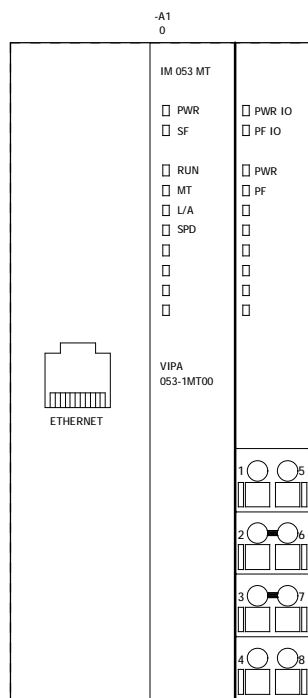 -A1
0
IM 053 MT
PWR
SF
RUN
MT
L/A
SPD
PWR IO
PF IO
PWR
PF
VIPA
053-1MT00
ETHERNET
1 5
2 6
3 7
4 8